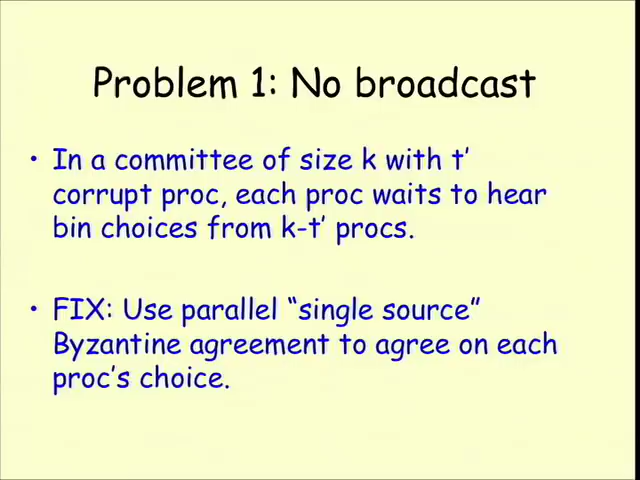 Problem 1: No broadcast
• In a committee of size k with t’
corrupt proc, each proc waits to hear
bin choices from k-t’ procs.
• FIX: Use parallel “single source”
Byzantine agreement to agree on each
proc’s choice.